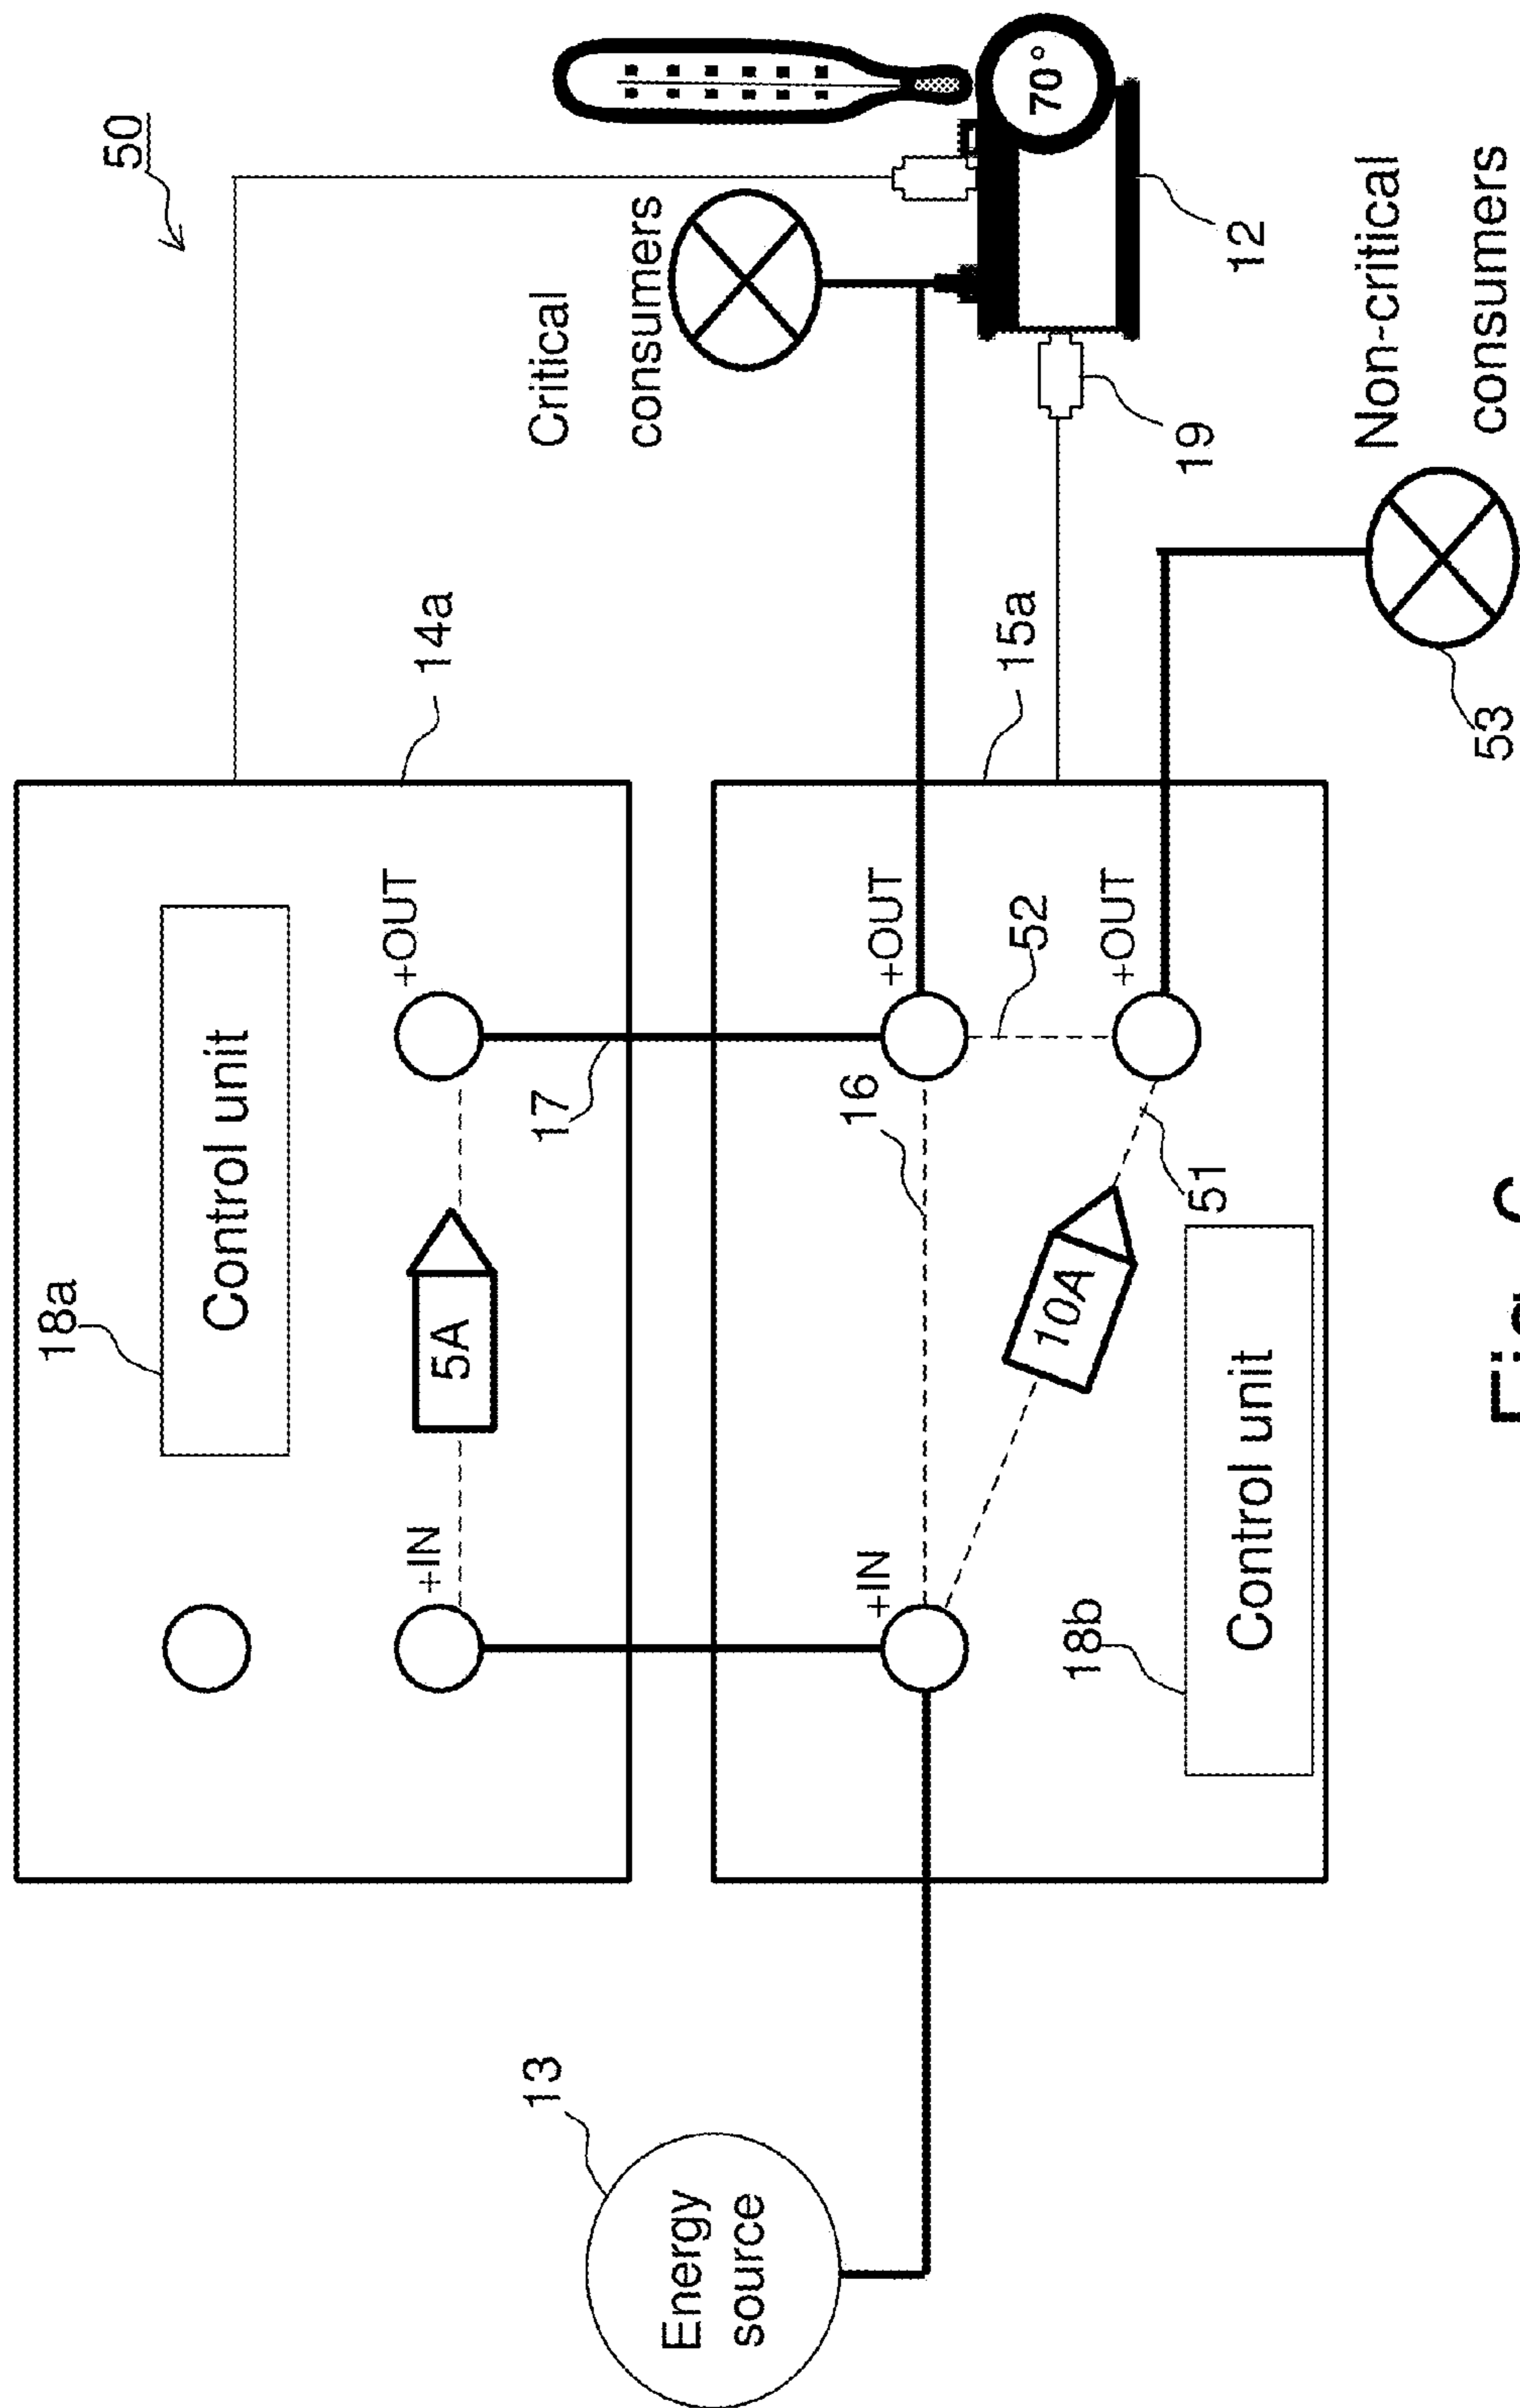 50
18a
Control unit
14a
5A
+IN
+OUT
17
13
Energy
source
Critical
consumers
70°
16
15a
+IN
+OUT
52
10A
51
+OUT
18b
Control unit
19
12
Non-critical
consumers
53